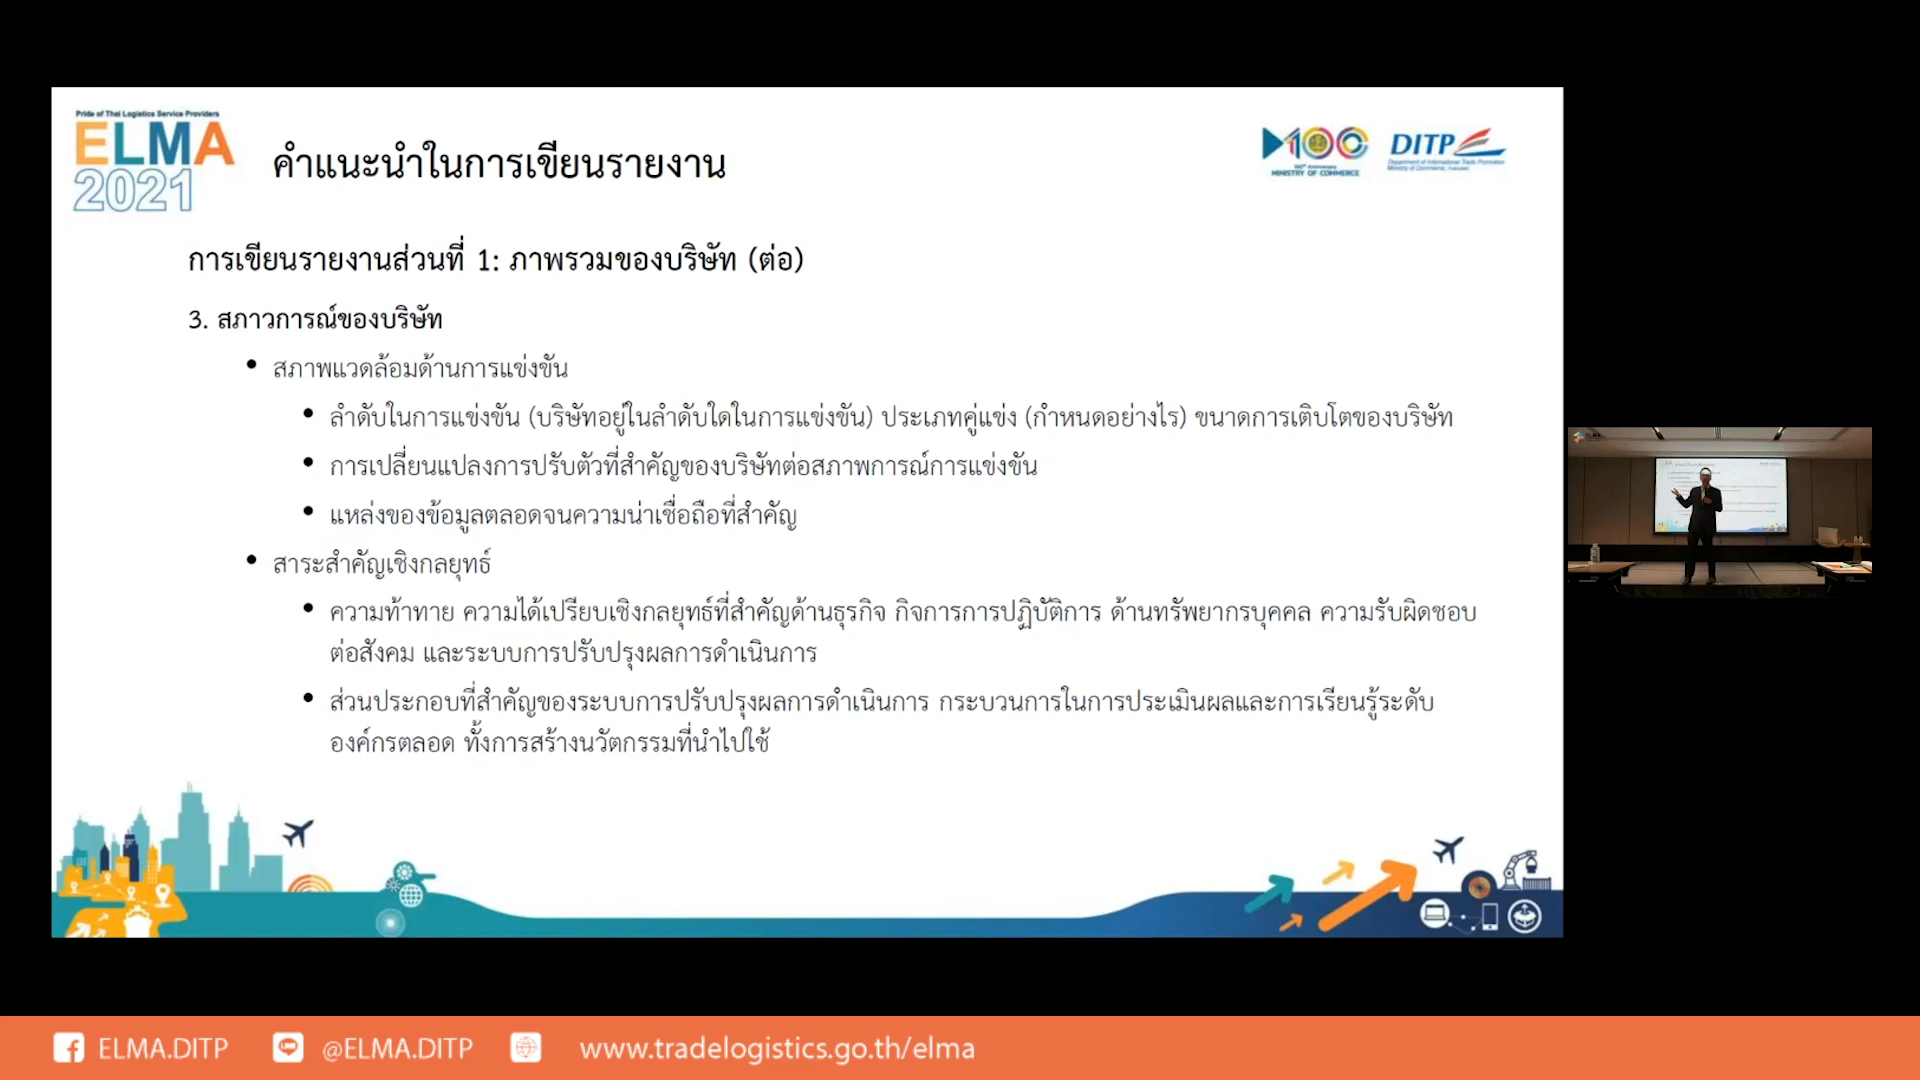 Pride of Thai Logistics Service Providers
ELMA
2021
คำแนะนำในการเขียนรายงาน
100
MINISTRY OF COMMERCE
DITP
Department of International Trade Promotion
Ministry of Commerce, Thailand
การเขียนรายงานส่วนที่ 1: ภาพรวมของบริษัท (ต่อ)
3. สภาวการณ์ของบริษัท
• สภาพแวดล้อมด้านการแข่งขัน
• ลำดับในการแข่งขัน (บริษัทอยู่ในลำดับใดในการแข่งขัน) ประเภทคู่แข่ง (กำหนดอย่างไร) ขนาดการเติบโตของบริษัท
• การเปลี่ยนแปลงการปรับตัวที่สำคัญของบริษัทต่อสภาพการณ์การแข่งขัน
• แหล่งของข้อมูลตลอดจนความน่าเชื่อถือที่สำคัญ
• สาระสำคัญเชิงกลยุทธ์
• ความท้าทาย ความได้เปรียบเชิงกลยุทธ์ที่สำคัญด้านธุรกิจ กิจการการปฏิบัติการ ด้านทรัพยากรบุคคล ความรับผิดชอบ
ต่อสังคม และระบบการปรับปรุงผลการดำเนินการ
• ส่วนประกอบที่สำคัญของระบบการปรับปรุงผลการดำเนินการ กระบวนการในการประเมินผลและการเรียนรู้ระดับ
องค์กรตลอด ทั้งการสร้างนวัตกรรมที่นำไปใช้
ELMA.DITP
@ELMA.DITP
www.tradelogistics.go.th/elma